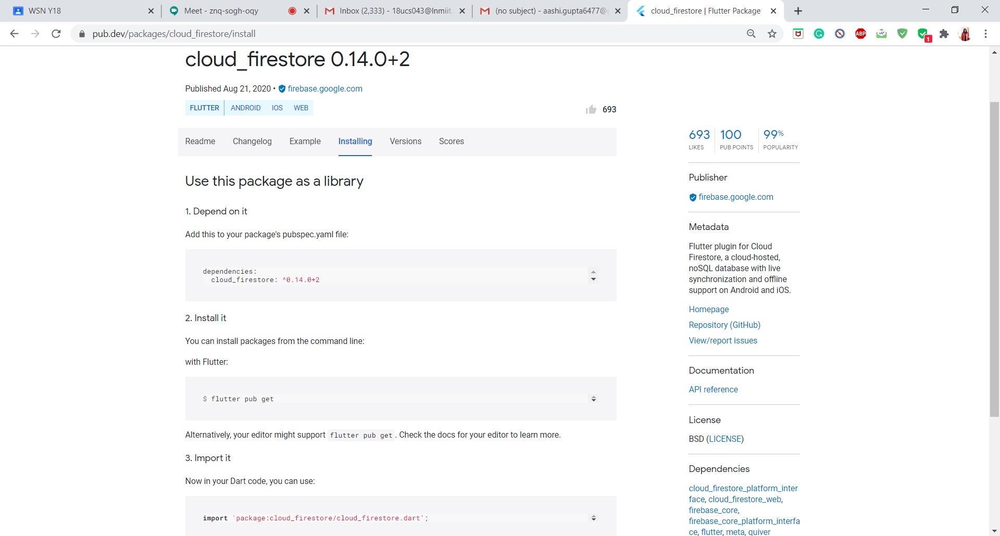 WSN Y18
Meet - znq-sogh-oqy
Inbox (2,333) - 18ucs043@lnmiit.
(no subject) - aashi.gupta6477@g
cloud_firestore | Flutter Package
pub.dev/packages/cloud_firestore/install
ABP
1
cloud_firestore 0.14.0+2
Published Aug 21, 2020 • firebase.google.com
FLUTTER ANDROID IOS WEB
693
Readme Changelog Example Installing Versions Scores
Use this package as a library
1. Depend on it
Add this to your package's pubspec.yaml file:
dependencies:
cloud_firestore: ^0.14.0+2
2. Install it
You can install packages from the command line:
with Flutter:
$ flutter pub get
Alternatively, your editor might support flutter pub get. Check the docs for your editor to learn more.
3. Import it
Now in your Dart code, you can use:
import 'package:cloud_firestore/cloud_firestore.dart';
693 100 99%
LIKES PUB POINTS POPULARITY
Publisher
firebase.google.com
Metadata
Flutter plugin for Cloud
Firestore, a cloud-hosted,
noSQL database with live
synchronization and offline
support on Android and iOS.
Homepage
Repository (GitHub)
View/report issues
Documentation
API reference
License
BSD (LICENSE)
Dependencies
cloud_firestore_platform_inter
face, cloud_firestore_web,
firebase_core,
firebase_core_platform_interfa
ce, flutter, meta, quiver